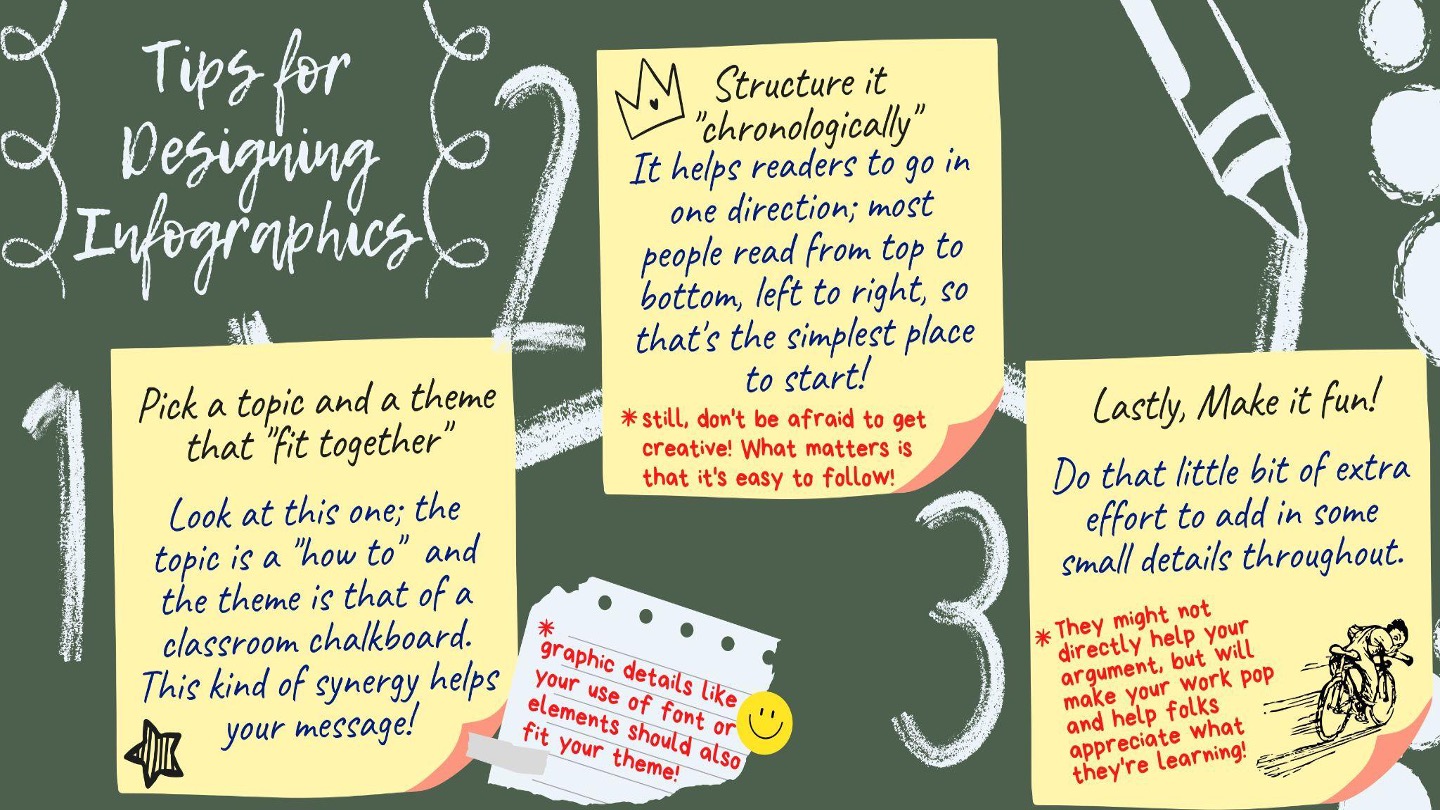 Tips for
Designing
Infographics
1
Pick a topic and a theme
that "fit together"
Look at this one; the
topic is a "how to" and
the theme is that of a
classroom chalkboard.
This kind of synergy helps
your message!
*
graphic details like
your use of font or
elements should also
fit your theme!
2
Structure it
"chronologically"
It helps readers to go in
one direction; most
people read from top to
bottom, left to right, so
that's the simplest place
to start!
* still, don't be afraid to get
creative! What matters is
that it's easy to follow!
3
Lastly, Make it fun!
Do that little bit of extra
effort to add in some
small details throughout.
* They might not
directly help your
argument, but will
make your work pop
and help folks
appreciate what
they're learning!